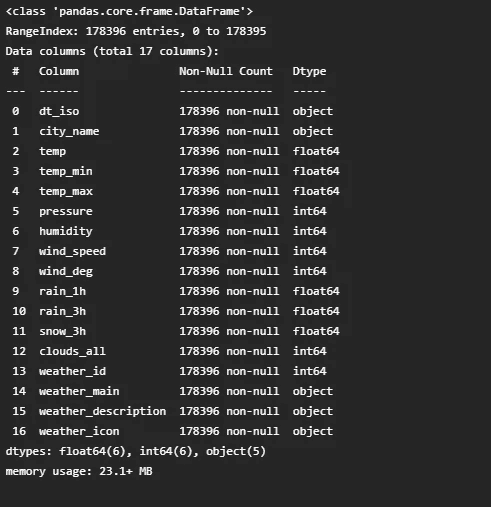 <class 'pandas.core.frame.DataFrame'>
RangeIndex: 178396 entries, 0 to 178395
Data columns (total 17 columns):
 #   Column               Non-Null Count   Dtype
---  ------               --------------   -----
 0   dt_iso               178396 non-null  object
 1   city_name            178396 non-null  object
 2   temp                 178396 non-null  float64
 3   temp_min             178396 non-null  float64
 4   temp_max             178396 non-null  float64
 5   pressure             178396 non-null  int64
 6   humidity             178396 non-null  int64
 7   wind_speed           178396 non-null  int64
 8   wind_deg             178396 non-null  int64
 9   rain_1h              178396 non-null  float64
 10  rain_3h              178396 non-null  float64
 11  snow_3h              178396 non-null  float64
 12  clouds_all           178396 non-null  int64
 13  weather_id           178396 non-null  int64
 14  weather_main         178396 non-null  object
 15  weather_description  178396 non-null  object
 16  weather_icon         178396 non-null  object
dtypes: float64(6), int64(6), object(5)
memory usage: 23.1+ MB